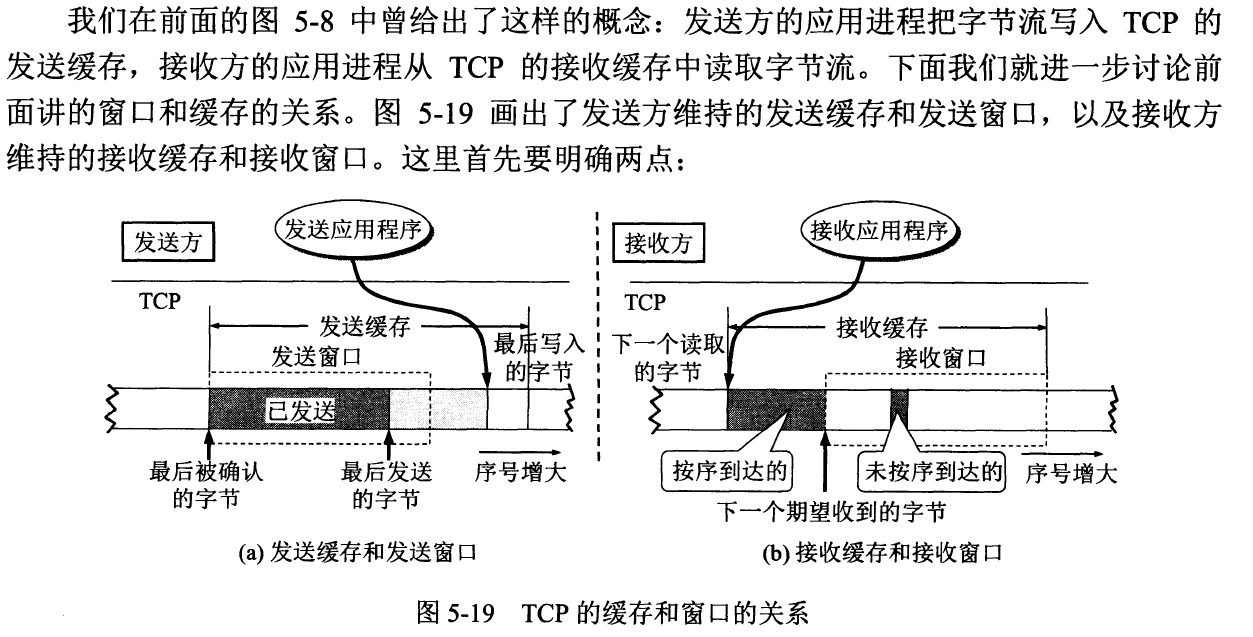 我们在前面的图 5-8 中曾给出了这样的概念：发送方的应用进程把字节流写入 TCP 的
发送缓存，接收方的应用进程从 TCP 的接收缓存中读取字节流。下面我们就进一步讨论前
面讲的窗口和缓存的关系。图 5-19 画出了发送方维持的发送缓存和发送窗口，以及接收方
维持的接收缓存和接收窗口。这里首先要明确两点：
发送方
发送应用程序
TCP
发送缓存
发送窗口
最后写入
的字节
已发送
最后被确认
的字节
最后发送
的字节
序号增大
(a) 发送缓存和发送窗口
接收方
接收应用程序
TCP
接收缓存
下一个读取
的字节
接收窗口
按序到达的
未按序到达的
序号增大
下一个期望收到的字节
(b) 接收缓存和接收窗口
图 5-19 TCP 的缓存和窗口的关系